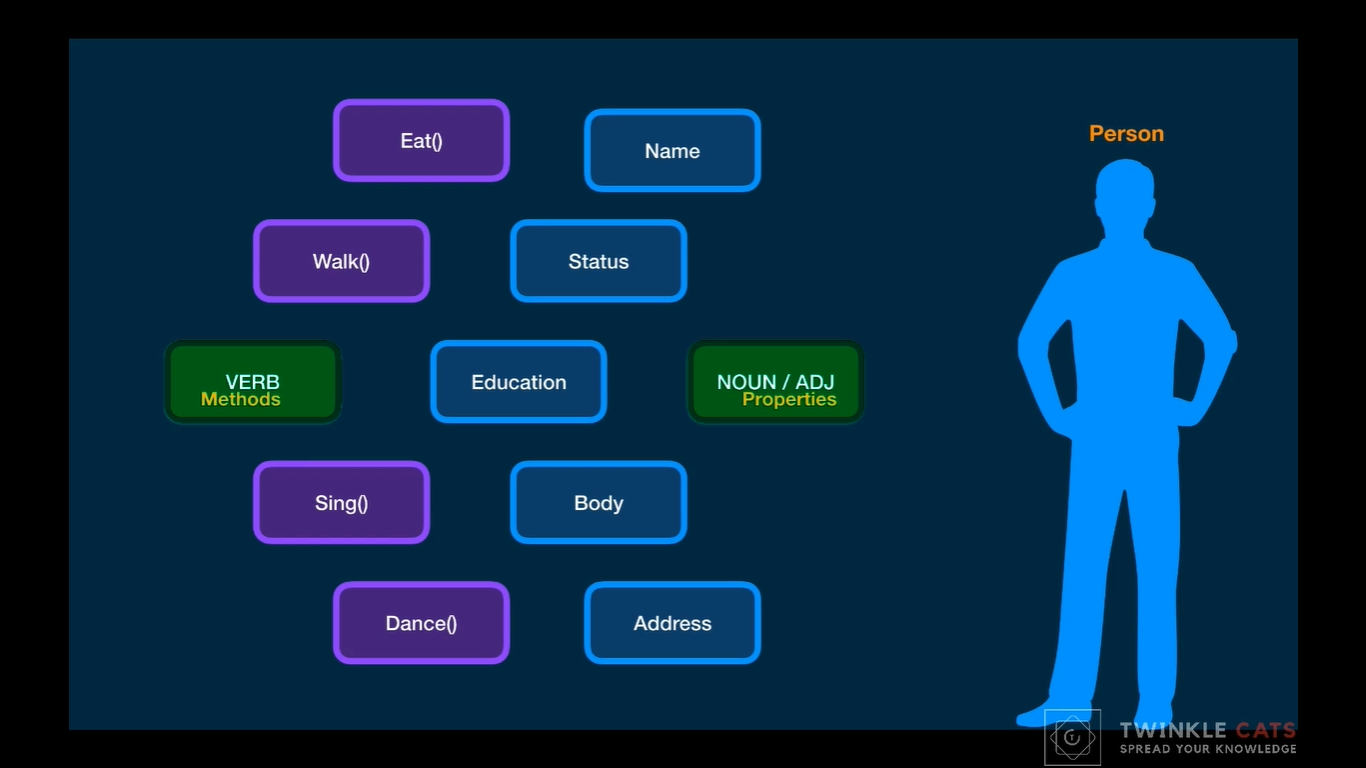 Eat()
Name
Person
Walk()
Status
VERB
Methods
Education
NOUN / ADJ
Properties
Sing()
Body
Dance()
Address
TWINKLE CATS
SPREAD YOUR KNOWLEDGE